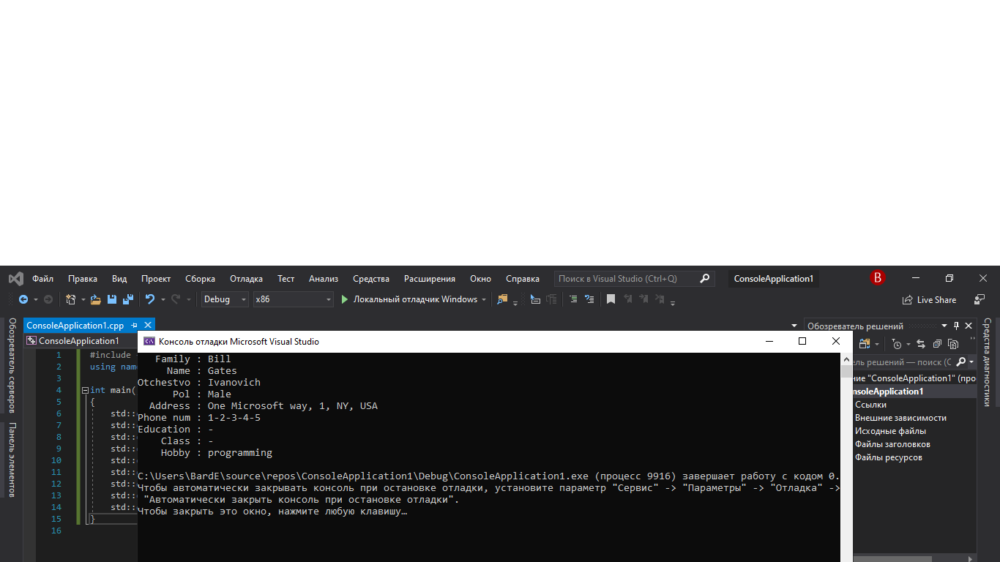 Файл Правка Вид Проект Сборка Отладка Тест Анализ Средства Расширения Окно Справка Поиск в Visual Studio (Ctrl+Q) ConsoleApplication1 B
Debug x86 Локальный отладчик Windows Live Share
Обозреватель серверов
Панель элементов
ConsoleApplication1.cpp
ConsoleApplication1
1 #include
2 using nam
3
4 int main(
5 {
6 std::
7 std::
8 std::
9 std::
10 std::
11 std::
12 std::
13 std::
14 std::
15 }
16
Консоль отладки Microsoft Visual Studio
Family : Bill
Name : Gates
Otchestvo : Ivanovich
Pol : Male
Address : One Microsoft way, 1, NY, USA
Phone num : 1-2-3-4-5
Education : -
Class : -
Hobby : programming
C:\Users\BardE\source\repos\ConsoleApplication1\Debug\ConsoleApplication1.exe (процесс 9916) завершает работу с кодом 0.
Чтобы автоматически закрывать консоль при остановке отладки, установите параметр "Сервис" -> "Параметры" -> "Отладка" ->
"Автоматически закрыть консоль при остановке отладки".
Чтобы закрыть это окно, нажмите любую клавишу…
Обозреватель решений
ель решений — поиск (С
ние "ConsoleApplication1" (про
nsoleApplication1
Ссылки
Внешние зависимости
Исходные файлы
Файлы заголовков
Файлы ресурсов
Средства диагностики